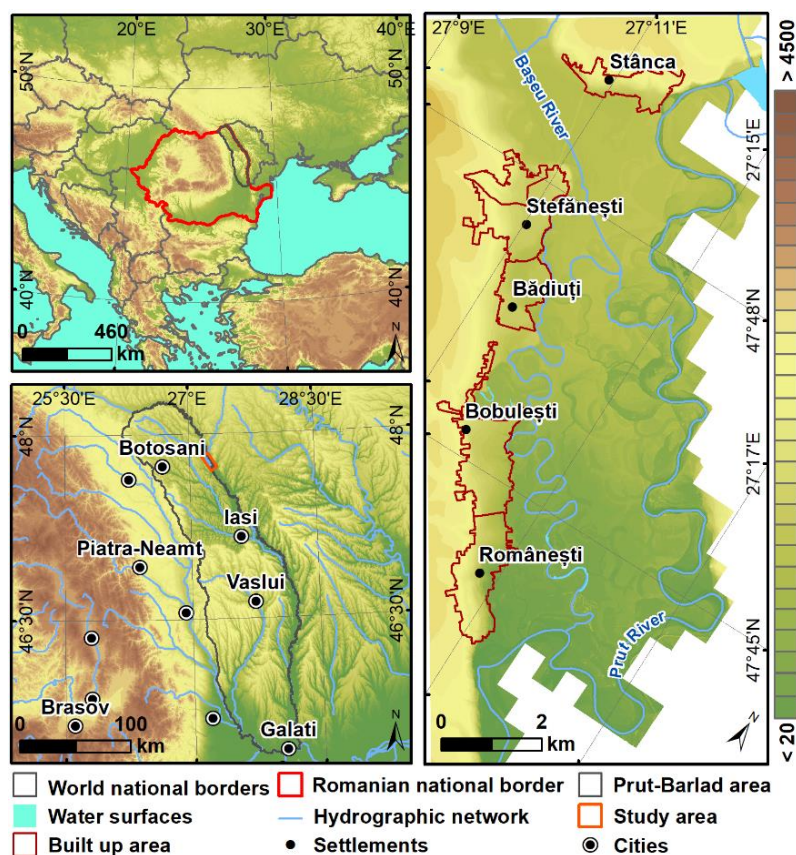 20°E
30°E
40°E
50°N
50°N
40°N
40°N
0
460
km
N
25°30'E
27°E
28°30'E
48°N
48°N
Botosani
Iasi
Piatra-Neamt
Vaslui
46°30'N
46°30'N
Brasov
0
100
km
Galati
N
27°9'E
27°11'E
Stânca
Bașeu River
27°15'E
Stefănești
Bădiuți
47°48'N
Bobulești
27°17'E
Românești
Prut River
47°45'N
0
2
km
N
> 4500
< 20
World national borders
Romanian national border
Prut-Barlad area
Water surfaces
Hydrographic network
Study area
Built up area
Settlements
Cities